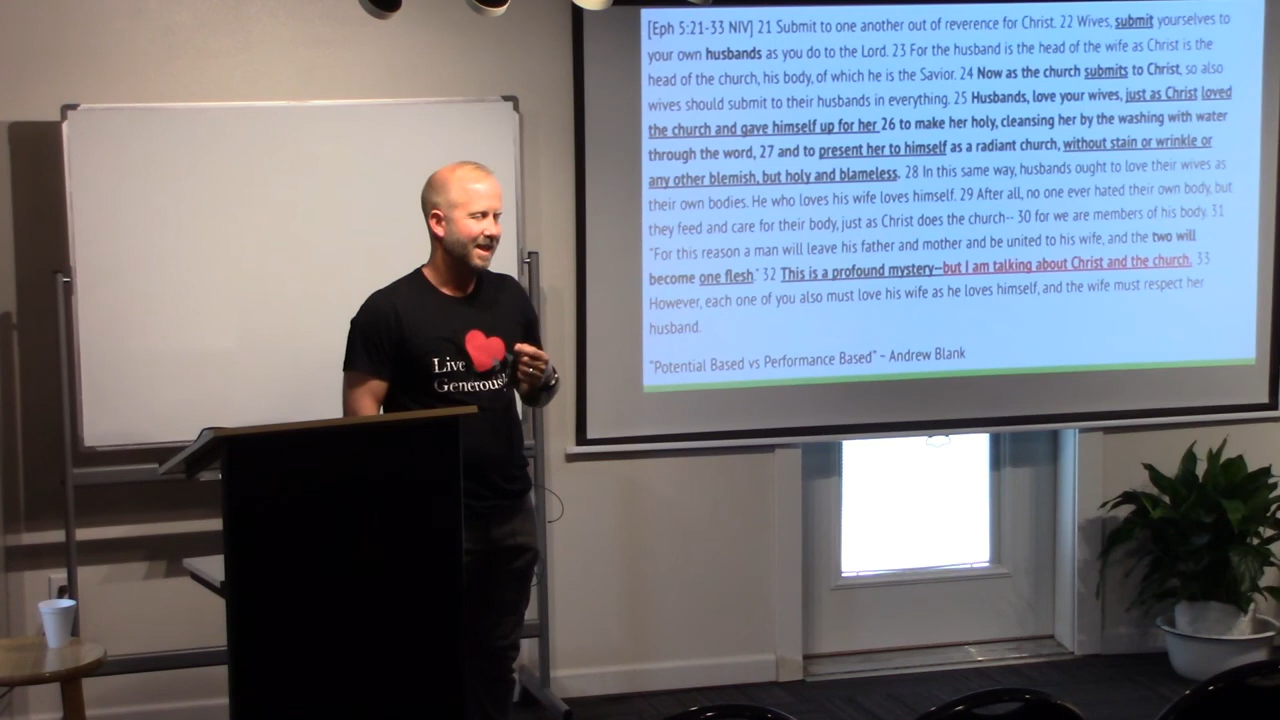 [Eph 5:21-33 NIV] 21 Submit to one another out of reverence for Christ. 22 Wives, submit yourselves to
your own husbands as you do to the Lord. 23 For the husband is the head of the wife as Christ is the
head of the church, his body, of which he is the Savior. 24 Now as the church submits to Christ, so also
wives should submit to their husbands in everything. 25 Husbands, love your wives, just as Christ loved
the church and gave himself up for her 26 to make her holy, cleansing her by the washing with water
through the word, 27 and to present her to himself as a radiant church, without stain or wrinkle or
any other blemish, but holy and blameless. 28 In this same way, husbands ought to love their wives as
their own bodies. He who loves his wife loves himself. 29 After all, no one ever hated their own body, but
they feed and care for their body, just as Christ does the church-- 30 for we are members of his body. 31
"For this reason a man will leave his father and mother and be united to his wife, and the two will
become one flesh." 32 This is a profound mystery--but I am talking about Christ and the church. 33
However, each one of you also must love his wife as he loves himself, and the wife must respect her
husband.
"Potential Based vs Performance Based" - Andrew Blank
Live
Generously